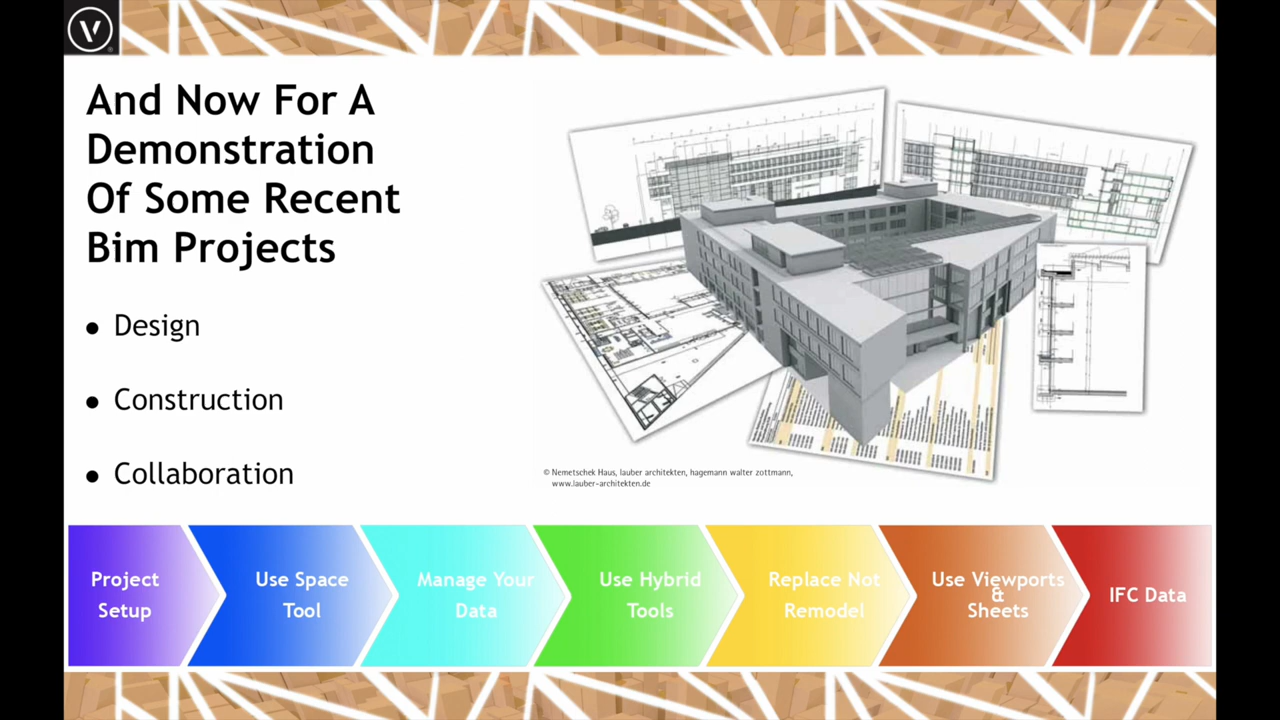 V
And Now For A
Demonstration
Of Some Recent
Bim Projects
• Design
• Construction
• Collaboration
© Nemetschek Haus, lauber architekten, hagemann walter zottmann,
www.lauber-architekten.de
Project
Setup
Use Space
Tool
Manage Your
Data
Use Hybrid
Tools
Replace Not
Remodel
Use Viewports
&
Sheets
IFC Data